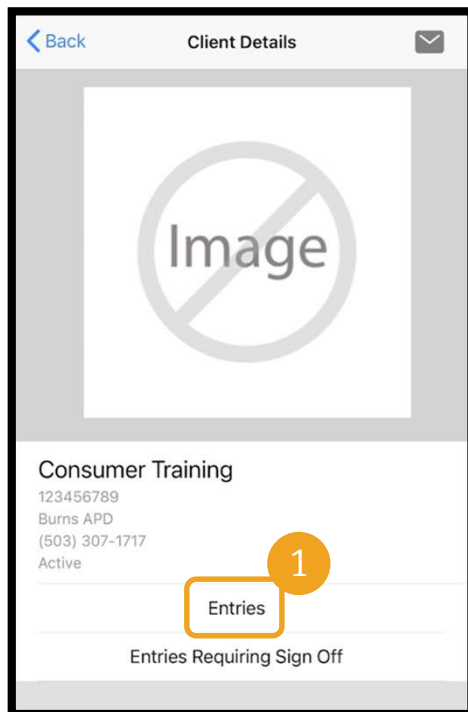 Back Client Details
Image
Consumer Training
123456789
Burns APD
(503) 307-1717
Active
1
Entries
Entries Requiring Sign Off